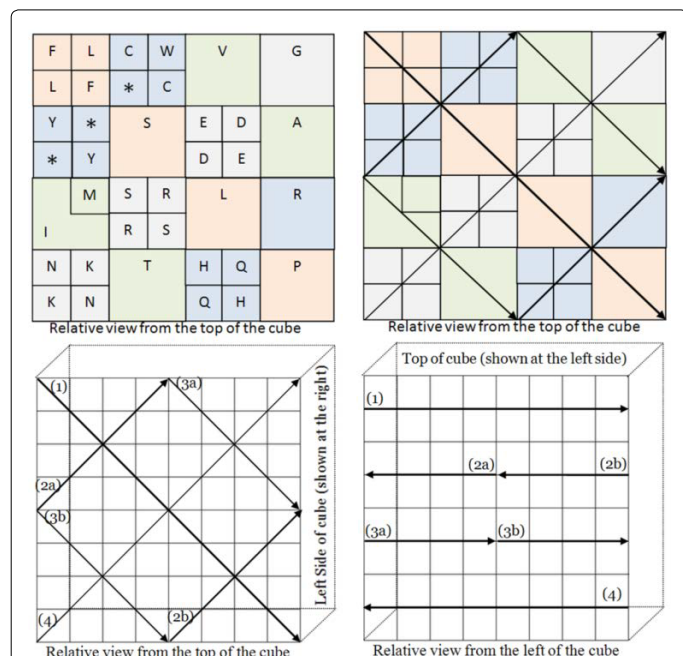 F L C W V G
L F * C
Y * S E D A
* Y D E
M S R L R
I R S
N K T H Q P
K N Q H
Relative view from the top of the cube
Relative view from the top of the cube
(1) (3a)
(2a)
(3b)
(4) (2b)
Left Side of cube (shown at the right)
Relative view from the top of the cube
Top of cube (shown at the left side)
(1)
(2a) (2b)
(3a) (3b)
(4)
Relative view from the left of the cube